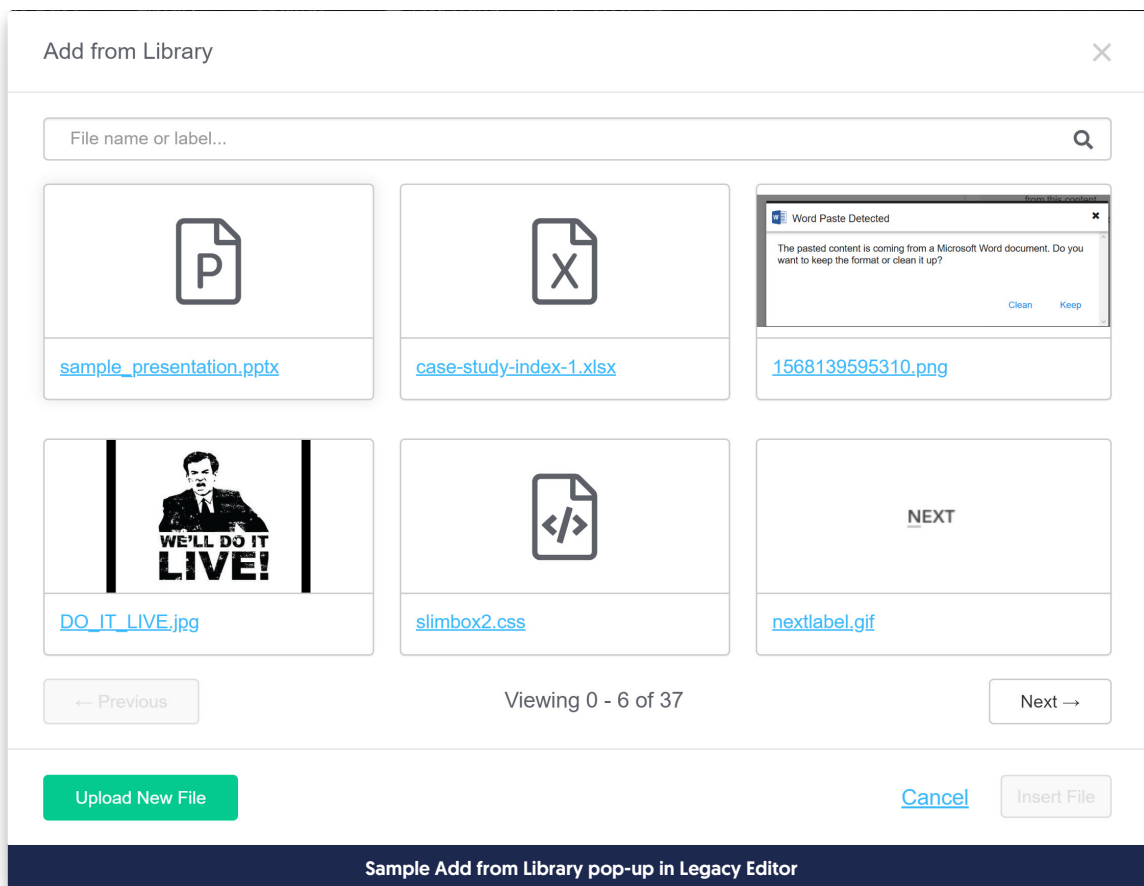 Add from Library
File name or label...
from this content
Word Paste Detected
The pasted content is coming from a Microsoft Word document. Do you
want to keep the format or clean it up?
Clean Keep
P
X
sample_presentation.pptx
case-study-index-1.xlsx
1568139595310.png
WE'LL DO IT
LIVE!
</>
NEXT
DO_IT_LIVE.jpg
slimbox2.css
nextlabel.gif
← Previous
Viewing 0 - 6 of 37
Next →
Upload New File
Cancel
Insert File
Sample Add from Library pop-up in Legacy Editor